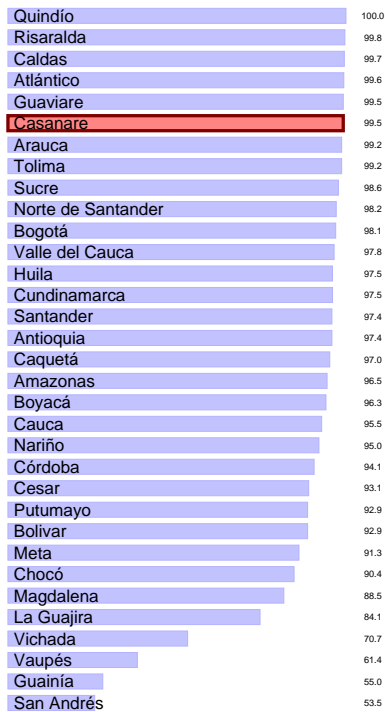 Quindío 100.0
Risaralda 99.8
Caldas 99.7
Atlántico 99.6
Guaviare 99.5
Casanare 99.5
Arauca 99.2
Tolima 99.2
Sucre 98.6
Norte de Santander 98.2
Bogotá 98.1
Valle del Cauca 97.8
Huila 97.5
Cundinamarca 97.5
Santander 97.4
Antioquia 97.4
Caquetá 97.0
Amazonas 96.5
Boyacá 96.3
Cauca 95.5
Nariño 95.0
Córdoba 94.1
Cesar 93.1
Putumayo 92.9
Bolivar 92.9
Meta 91.3
Chocó 90.4
Magdalena 88.5
La Guajira 84.1
Vichada 70.7
Vaupés 61.4
Guainía 55.0
San Andrés 53.5